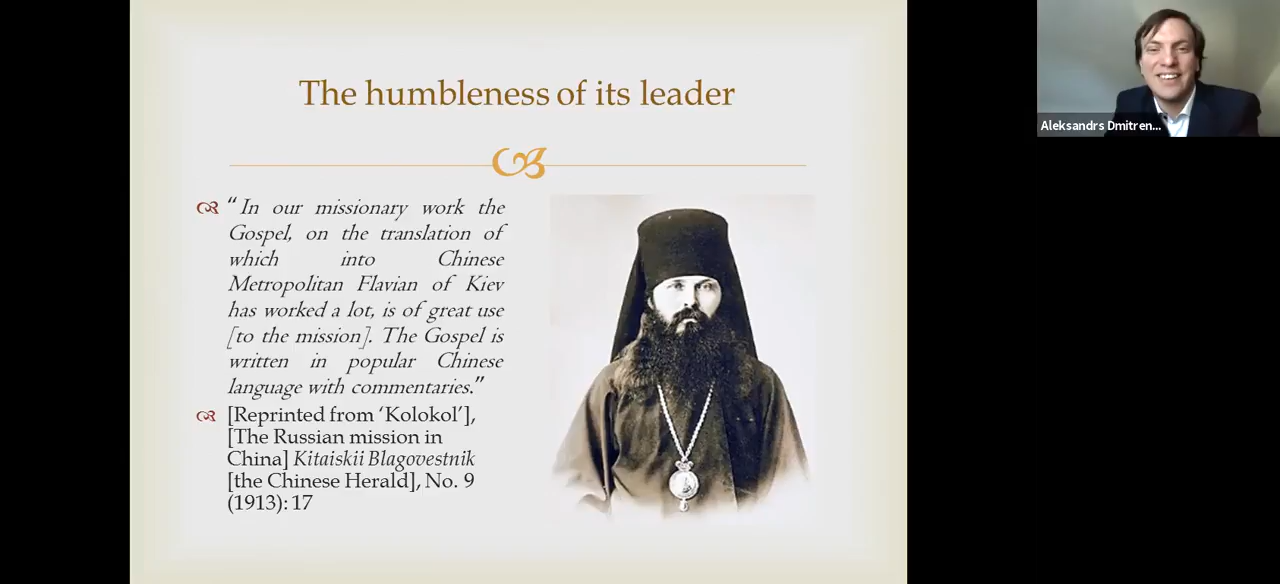 The humbleness of its leader
“ In our missionary work the
Gospel, on the translation of
which into Chinese
Metropolitan Flavian of Kiev
has worked a lot, is of great use
[to the mission]. The Gospel is
written in popular Chinese
language with commentaries.”
[Reprinted from ‘Kolokol’],
[The Russian mission in
China] Kitaiskii Blagovestnik
[the Chinese Herald], No. 9
(1913): 17
Aleksandrs Dmitren...